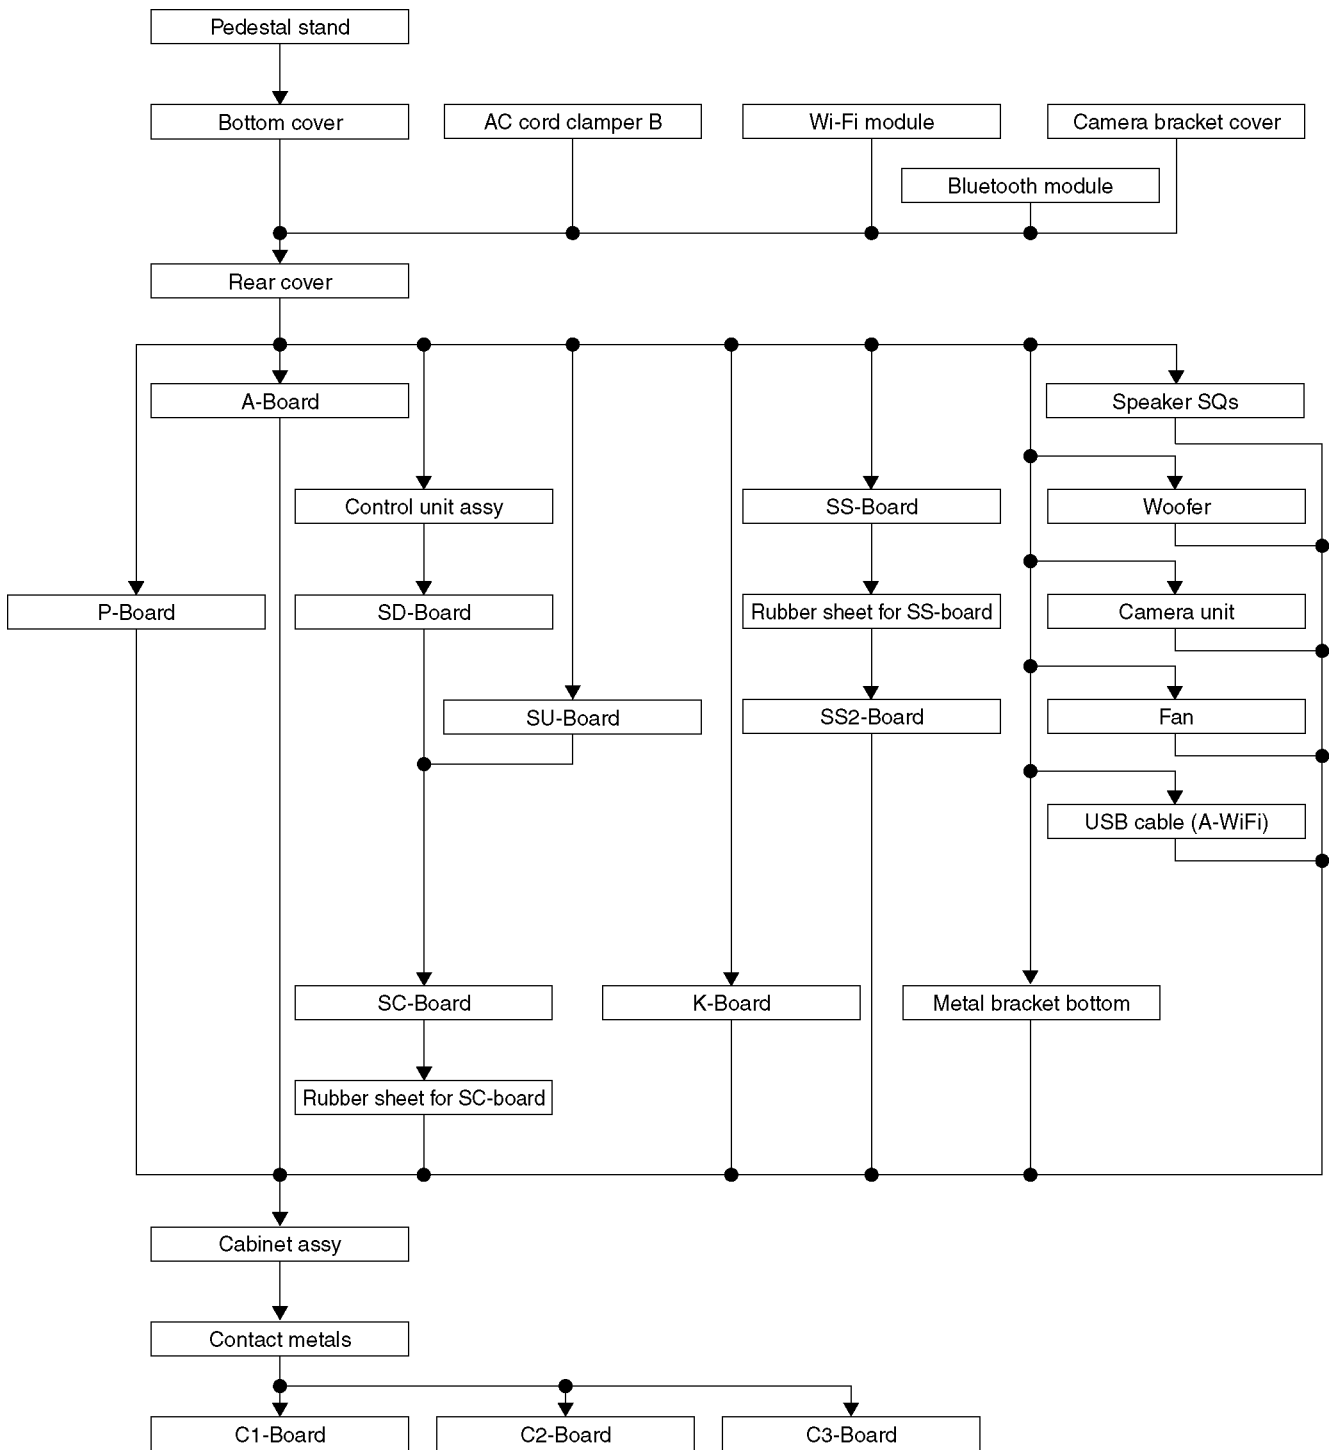 Pedestal stand
Bottom cover
AC cord clamper B
Wi-Fi module
Camera bracket cover
Bluetooth module
Rear cover
A-Board
Speaker SQs
Control unit assy
SS-Board
Woofer
P-Board
SD-Board
Rubber sheet for SS-board
Camera unit
SU-Board
SS2-Board
Fan
USB cable (A-WiFi)
SC-Board
K-Board
Metal bracket bottom
Rubber sheet for SC-board
Cabinet assy
Contact metals
C1-Board
C2-Board
C3-Board